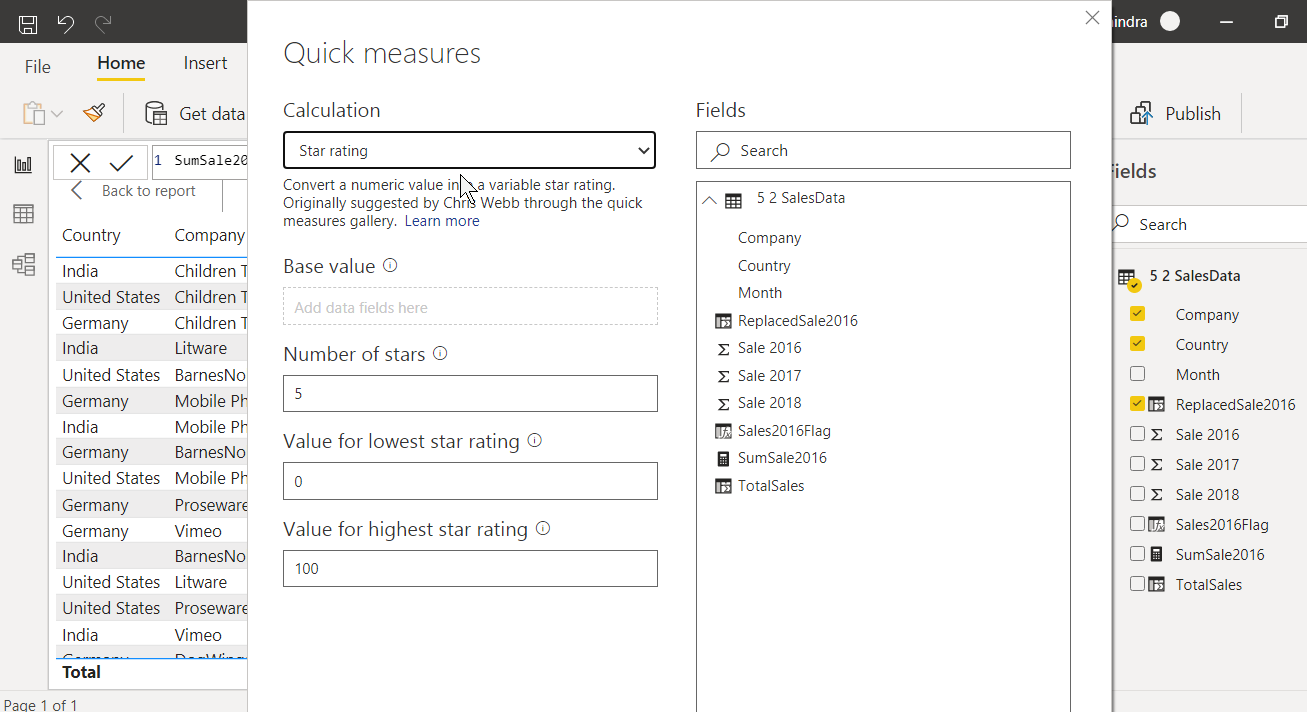 indra
File
Home
Insert
Get data
Publish
1 SumSale20
Back to report
Country Company
India Children T
United States Children T
Germany Children T
India Litware
United States BarnesNo
Germany Mobile Ph
India Mobile Ph
Germany BarnesNo
United States Mobile Ph
Germany Proseware
Germany Vimeo
India BarnesNo
United States Litware
United States Proseware
India Vimeo
Total
Page 1 of 1
Quick measures
Calculation
Star rating
Convert a numeric value into a variable star rating.
Originally suggested by Chris Webb through the quick
measures gallery. Learn more
Base value
Add data fields here
Number of stars
5
Value for lowest star rating
0
Value for highest star rating
100
Fields
Search
5 2 SalesData
Company
Country
Month
ReplacedSale2016
Sale 2016
Sale 2017
Sale 2018
Sales2016Flag
SumSale2016
TotalSales
Fields
Search
5 2 SalesData
Company
Country
Month
ReplacedSale2016
Sale 2016
Sale 2017
Sale 2018
Sales2016Flag
SumSale2016
TotalSales